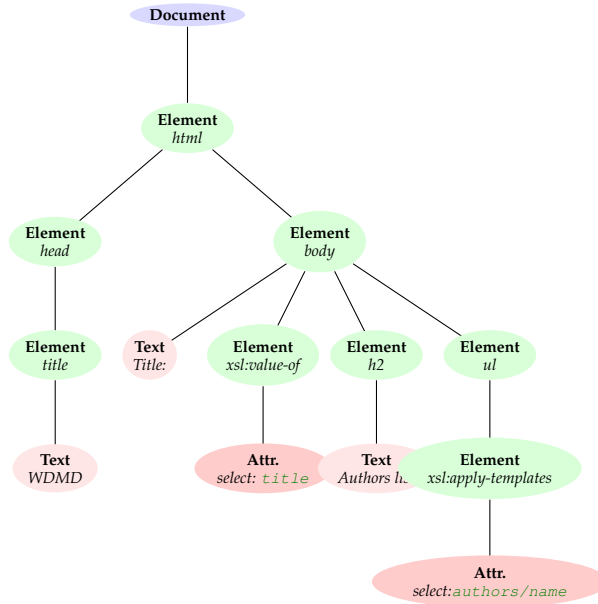 Document
Element
html
Element
head
Element
body
Element
title
Text
Title:
Element
xsl:value-of
Element
h2
Element
ul
Text
WDMD
Attr.
select: title
Text
Authors
Element
xsl:apply-templates
Attr.
select:authors/name